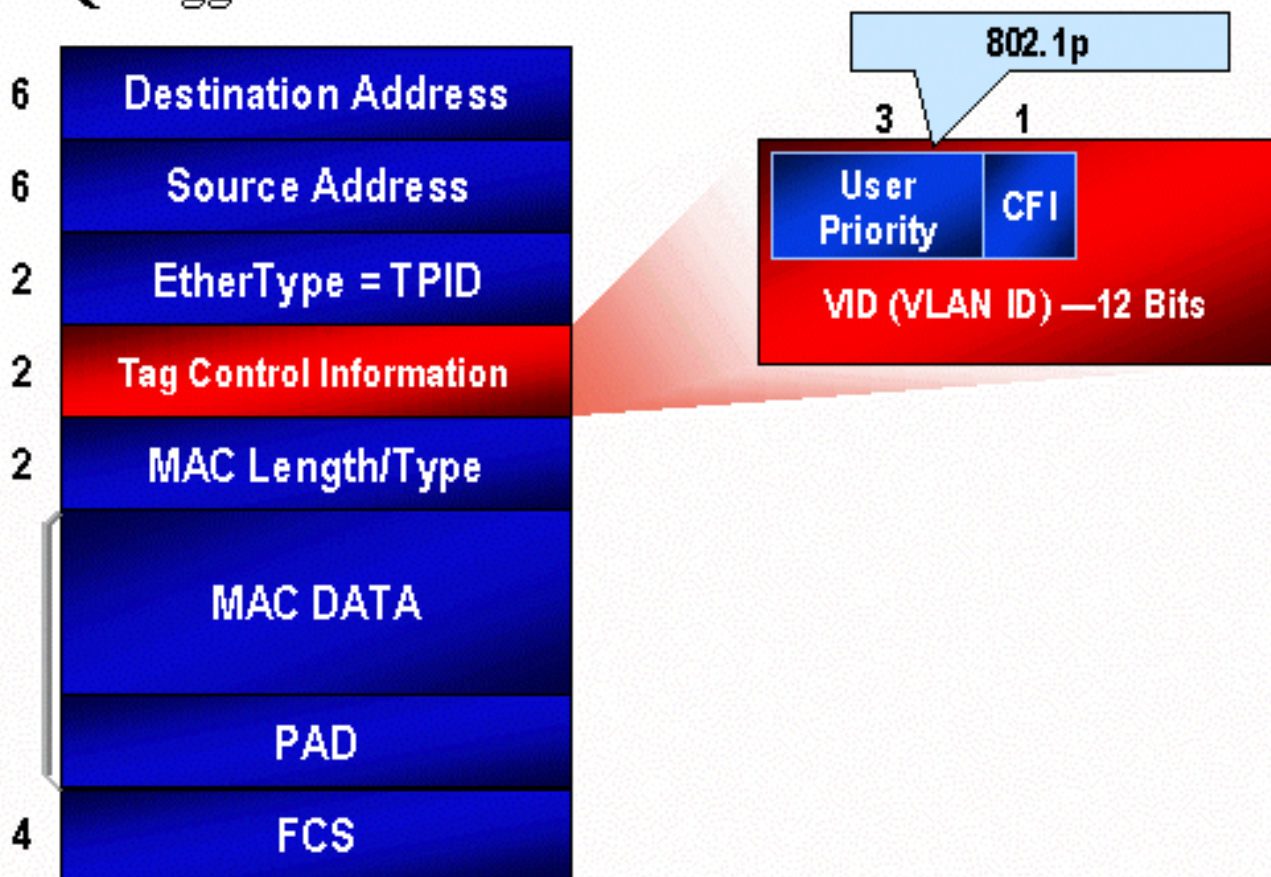 6
Destination Address
6
Source Address
2
EtherType = TPID
2
Tag Control Information
2
MAC Length/Type
MAC DATA
PAD
4
FCS
802.1p
3
1
User
Priority
CFI
VID (VLAN ID) —12 Bits